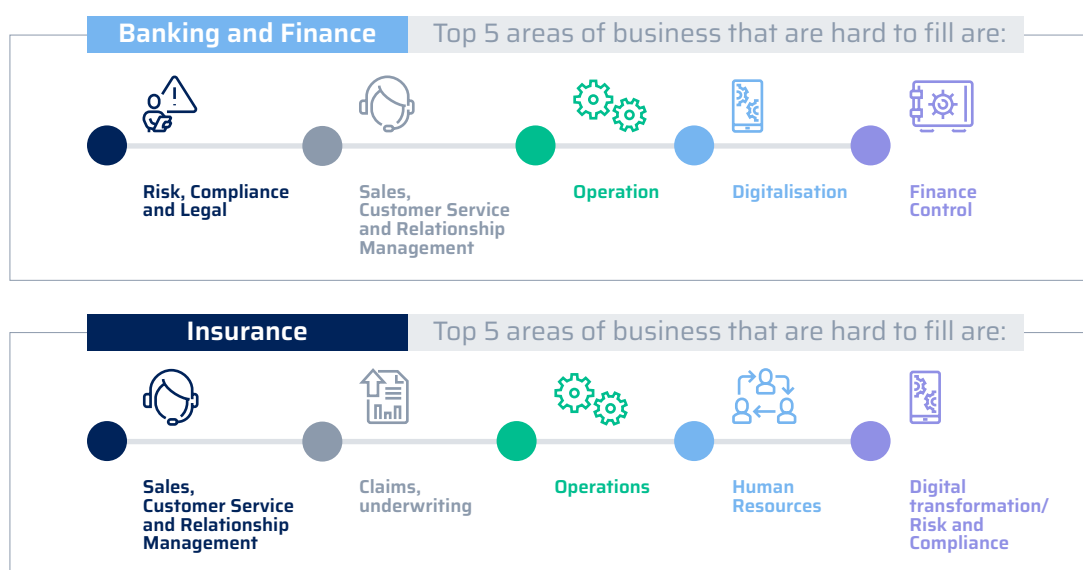 Banking and Finance
Top 5 areas of business that are hard to fill are:
Risk, Compliance
and Legal
Sales,
Customer Service
and Relationship
Management
Operation
Digitalisation
Finance
Control
Insurance
Top 5 areas of business that are hard to fill are:
Sales,
Customer Service
and Relationship
Management
Claims,
underwriting
Operations
Human
Resources
Digital
transformation/
Risk and
Compliance